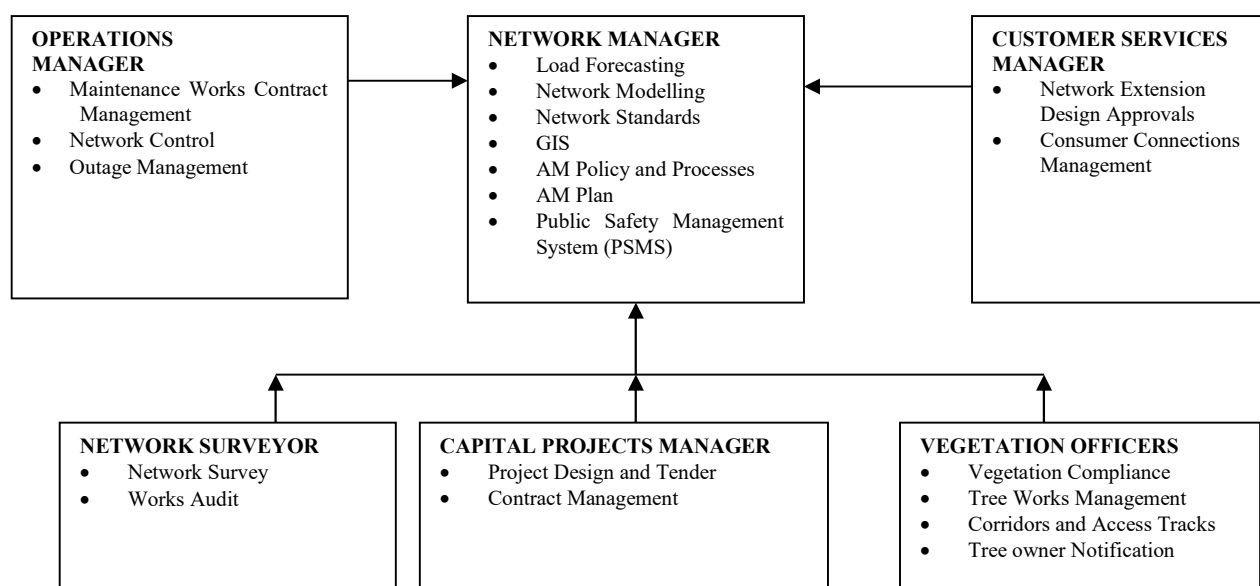 OPERATIONS
MANAGER
• Maintenance Works Contract
Management
• Network Control
• Outage Management
NETWORK MANAGER
• Load Forecasting
• Network Modelling
• Network Standards
• GIS
• AM Policy and Processes
• AM Plan
• Public Safety Management
System (PSMS)
CUSTOMER SERVICES
MANAGER
• Network Extension
Design Approvals
• Consumer Connections
Management
NETWORK SURVEYOR
• Network Survey
• Works Audit
CAPITAL PROJECTS MANAGER
• Project Design and Tender
• Contract Management
VEGETATION OFFICERS
• Vegetation Compliance
• Tree Works Management
• Corridors and Access Tracks
• Tree owner Notification